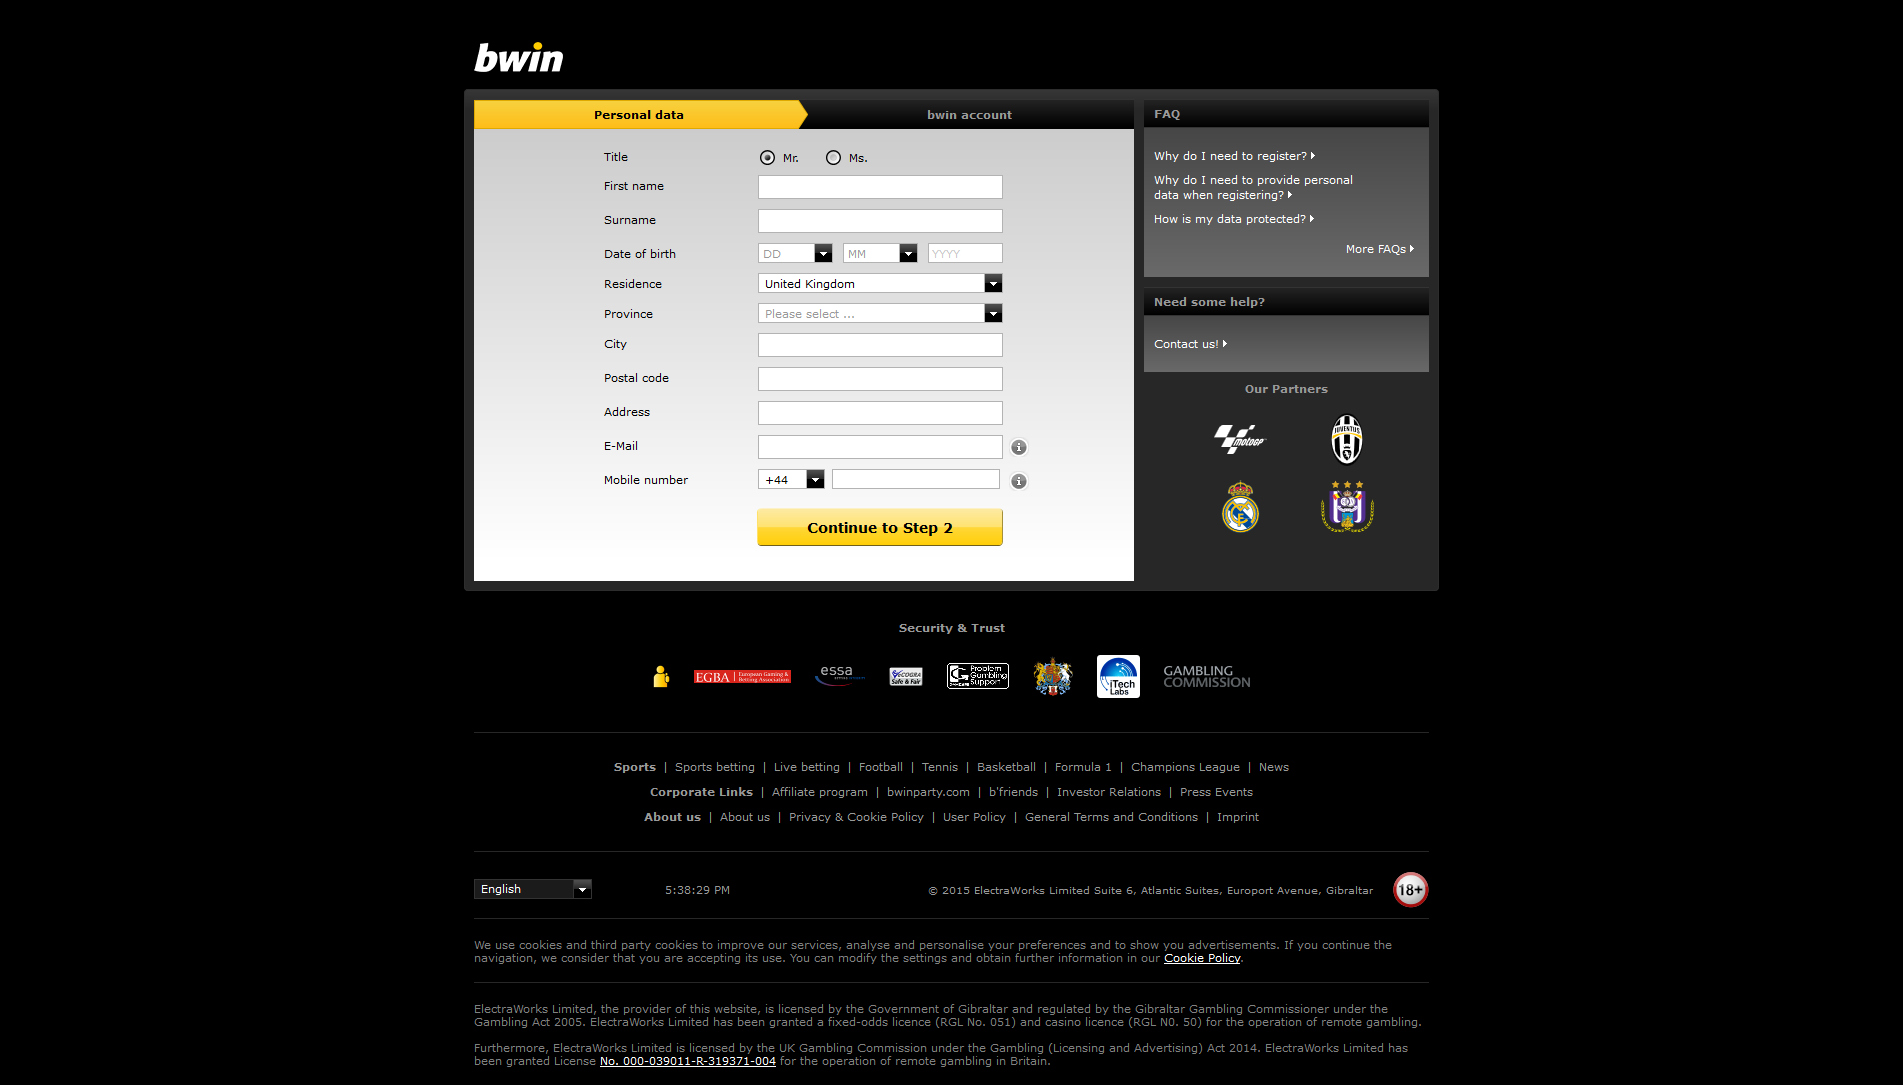 bwin
Personal data
bwin account
Title
Mr.
Ms.
First name
Surname
Date of birth
DD
MM
YYYY
Residence
United Kingdom
Province
Please select ...
City
Postal code
Address
E-Mail
Mobile number
+44
Continue to Step 2
FAQ
Why do I need to register?
Why do I need to provide personal
data when registering?
How is my data protected?
More FAQs
Need some help?
Contact us!
Our Partners
motoGP
JUVENTUS
Security & Trust
EGBA | European Gaming &
Betting Association
essa
eCOGRA
Safe & Fair
Problem
Gambling
Support
iTech
Labs
GAMBLING
COMMISSION
Sports | Sports betting | Live betting | Football | Tennis | Basketball | Formula 1 | Champions League | News
Corporate Links | Affiliate program | bwinparty.com | b'friends | Investor Relations | Press Events
About us | About us | Privacy & Cookie Policy | User Policy | General Terms and Conditions | Imprint
English
5:38:29 PM
© 2015 ElectraWorks Limited Suite 6, Atlantic Suites, Europort Avenue, Gibraltar
18+
We use cookies and third party cookies to improve our services, analyse and personalise your preferences and to show you advertisements. If you continue the
navigation, we consider that you are accepting its use. You can modify the settings and obtain further information in our Cookie Policy.
ElectraWorks Limited, the provider of this website, is licensed by the Government of Gibraltar and regulated by the Gibraltar Gambling Commissioner under the
Gambling Act 2005. ElectraWorks Limited has been granted a fixed-odds licence (RGL No. 051) and casino licence (RGL N0. 50) for the operation of remote gambling.
Furthermore, ElectraWorks Limited is licensed by the UK Gambling Commission under the Gambling (Licensing and Advertising) Act 2014. ElectraWorks Limited has
been granted License No. 000-039011-R-319371-004 for the operation of remote gambling in Britain.